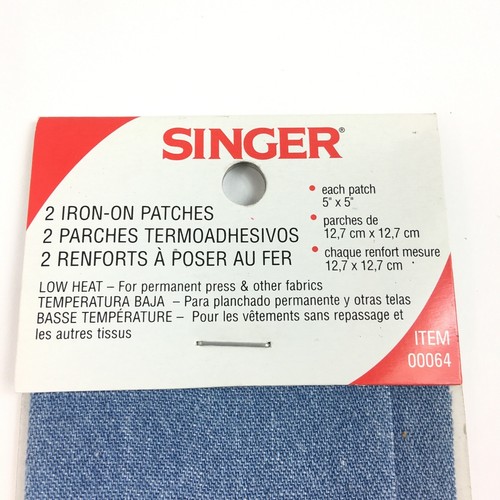 SINGER®
2 IRON-ON PATCHES
2 PARCHES TERMOADHESIVOS
2 RENFORTS À POSER AU FER
• each patch
5" x 5"
• parches de
12,7 cm x 12,7 cm
• chaque renfort mesure
12,7 x 12,7 cm
LOW HEAT – For permanent press & other fabrics
TEMPERATURA BAJA – Para planchado permanente y otras telas
BASSE TEMPÉRATURE – Pour les vêtements sans repassage et
les autres tissus
ITEM
00064